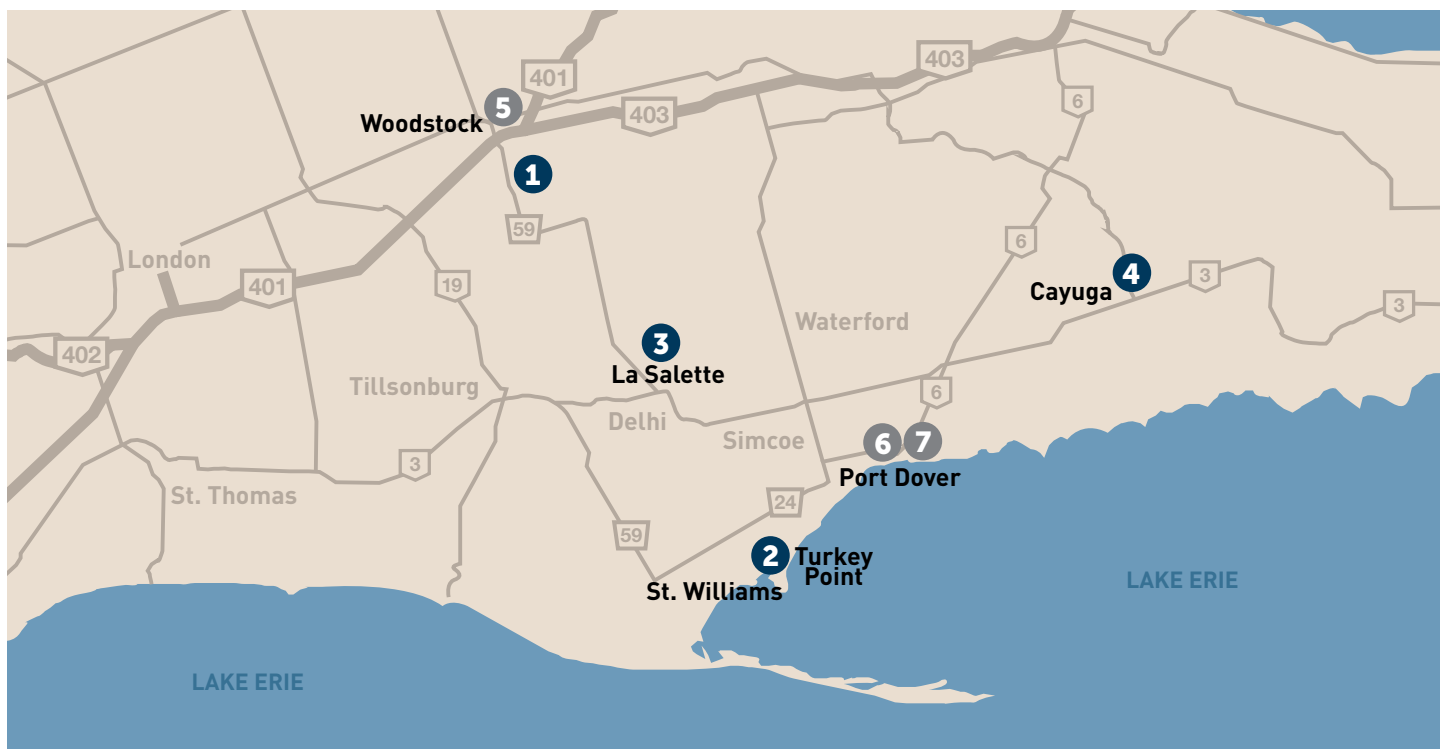 403
401
6
5
403
Woodstock
1
59
6
London
4
3
401
19
Cayuga
3
Waterford
3
402
La Salette
Tillsonburg
6
Delhi
Simcoe
6
7
3
Port Dover
St. Thomas
24
59
2
Turkey
Point
St. Williams
LAKE ERIE
LAKE ERIE